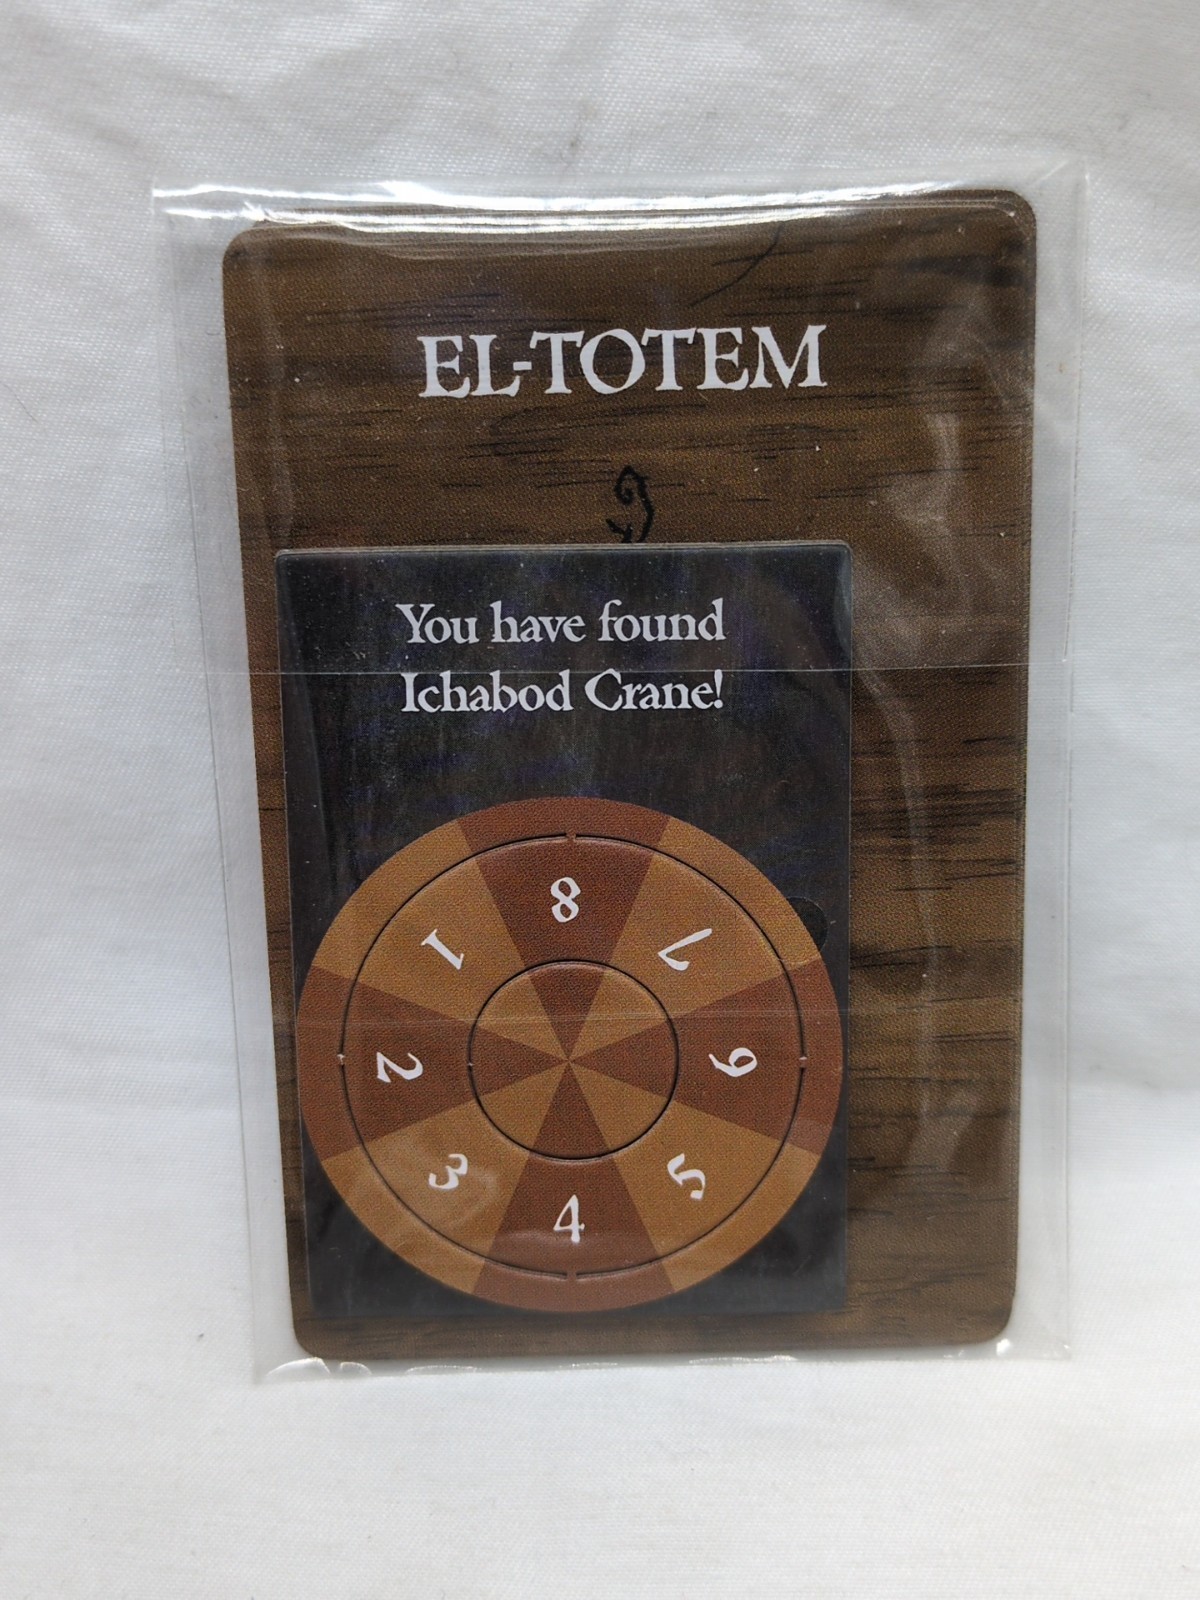 EL-TOTEM
You have found
Ichabod Crane!
8
1 7
2 6
3 5
4